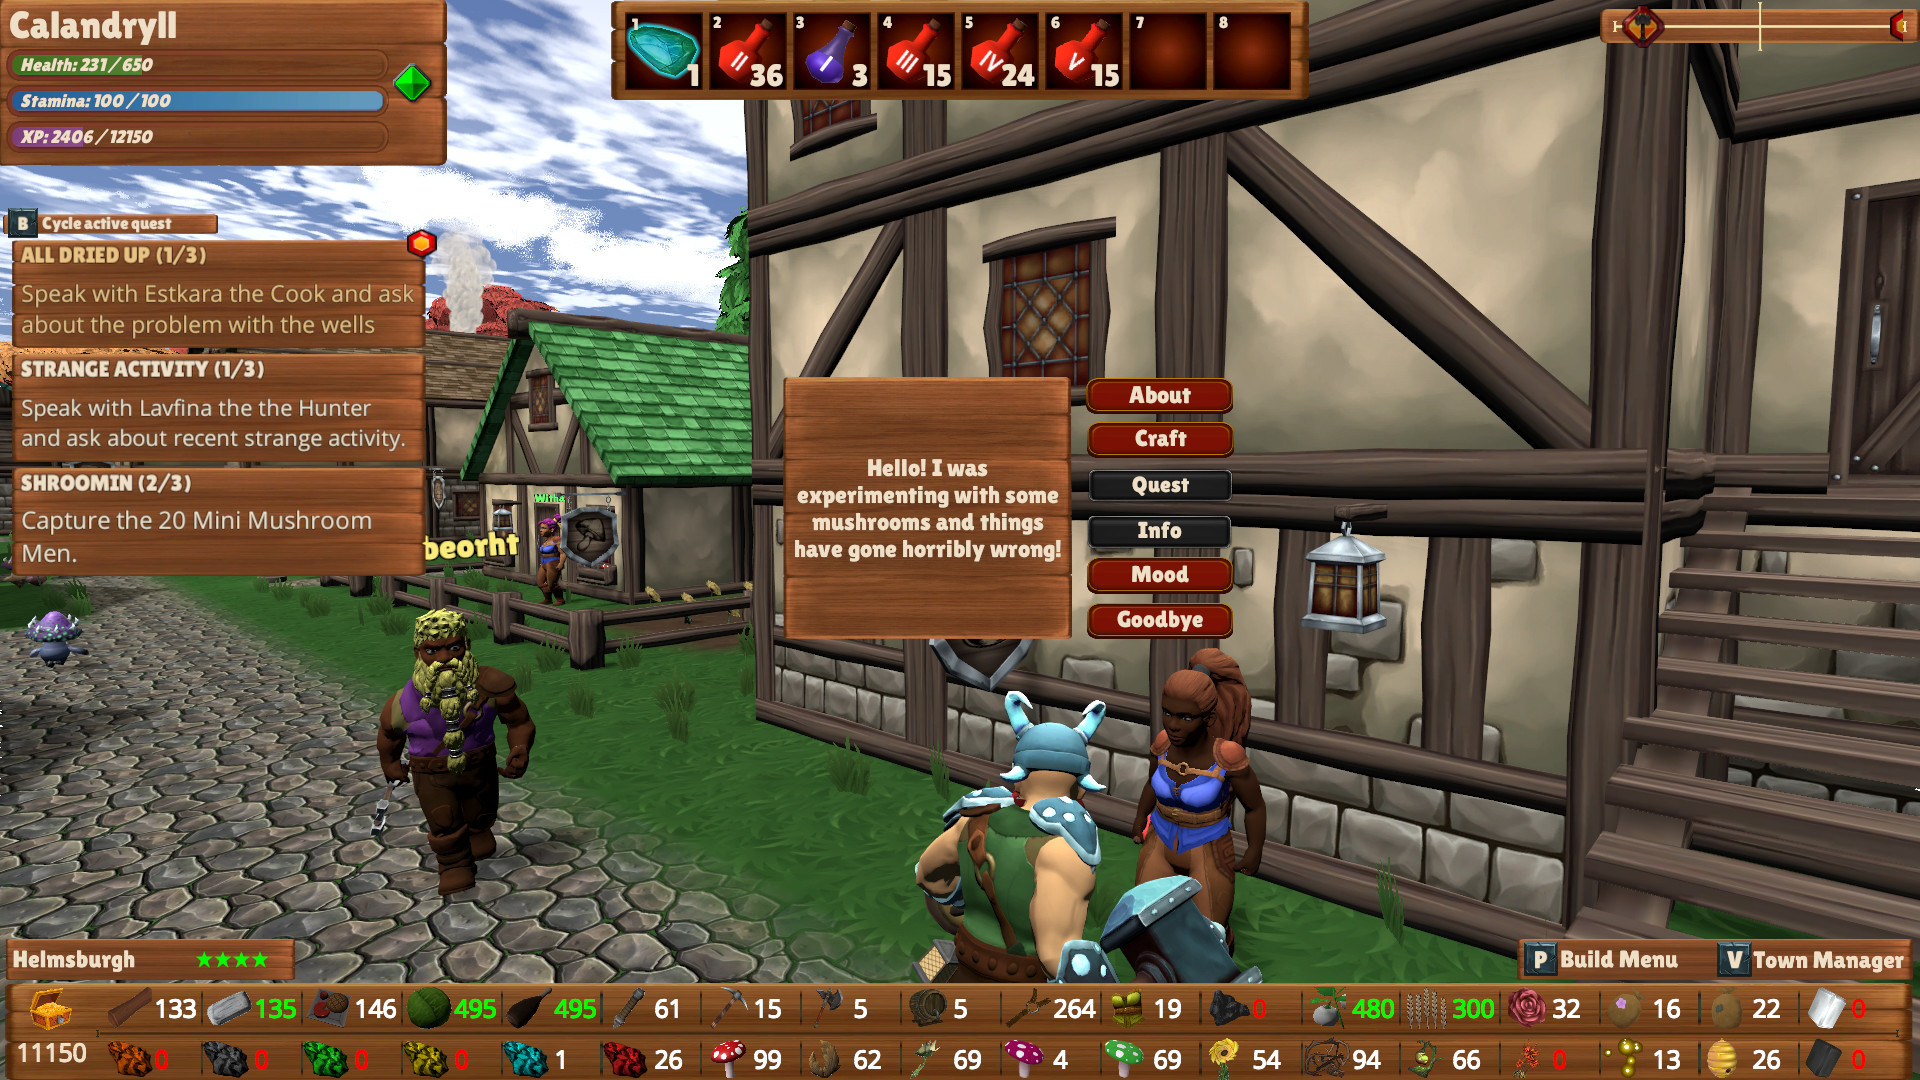 Calandryll
Health: 231/650
Stamina: 100/100
XP: 2406/12150
1 1
2 II 36
3 I 3
4 III 15
5 IV 24
6 V 15
7
8
B Cycle active quest
ALL DRIED UP (1/3)
Speak with Estkara the Cook and ask
about the problem with the wells
STRANGE ACTIVITY (1/3)
Speak with Lavfina the the Hunter
and ask about recent strange activity.
SHROOMIN (2/3)
Capture the 20 Mini Mushroom
Men.
beorht
Hello! I was
experimenting with some
mushrooms and things
have gone horribly wrong!
About
Craft
Quest
Info
Mood
Goodbye
Helmsburgh
P Build Menu
V Town Manager
133 135 146 495 495 61 15 5 5 264 19 0 480 300 32 16 22 0
11150 0 0 0 0 1 26 99 62 69 4 69 54 94 66 0 13 26 0